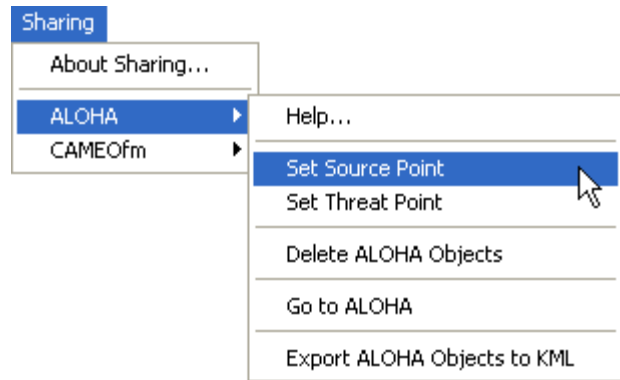 Sharing
About Sharing...
ALOHA
CAMEOfm
Help...
Set Source Point
Set Threat Point
Delete ALOHA Objects
Go to ALOHA
Export ALOHA Objects to KML